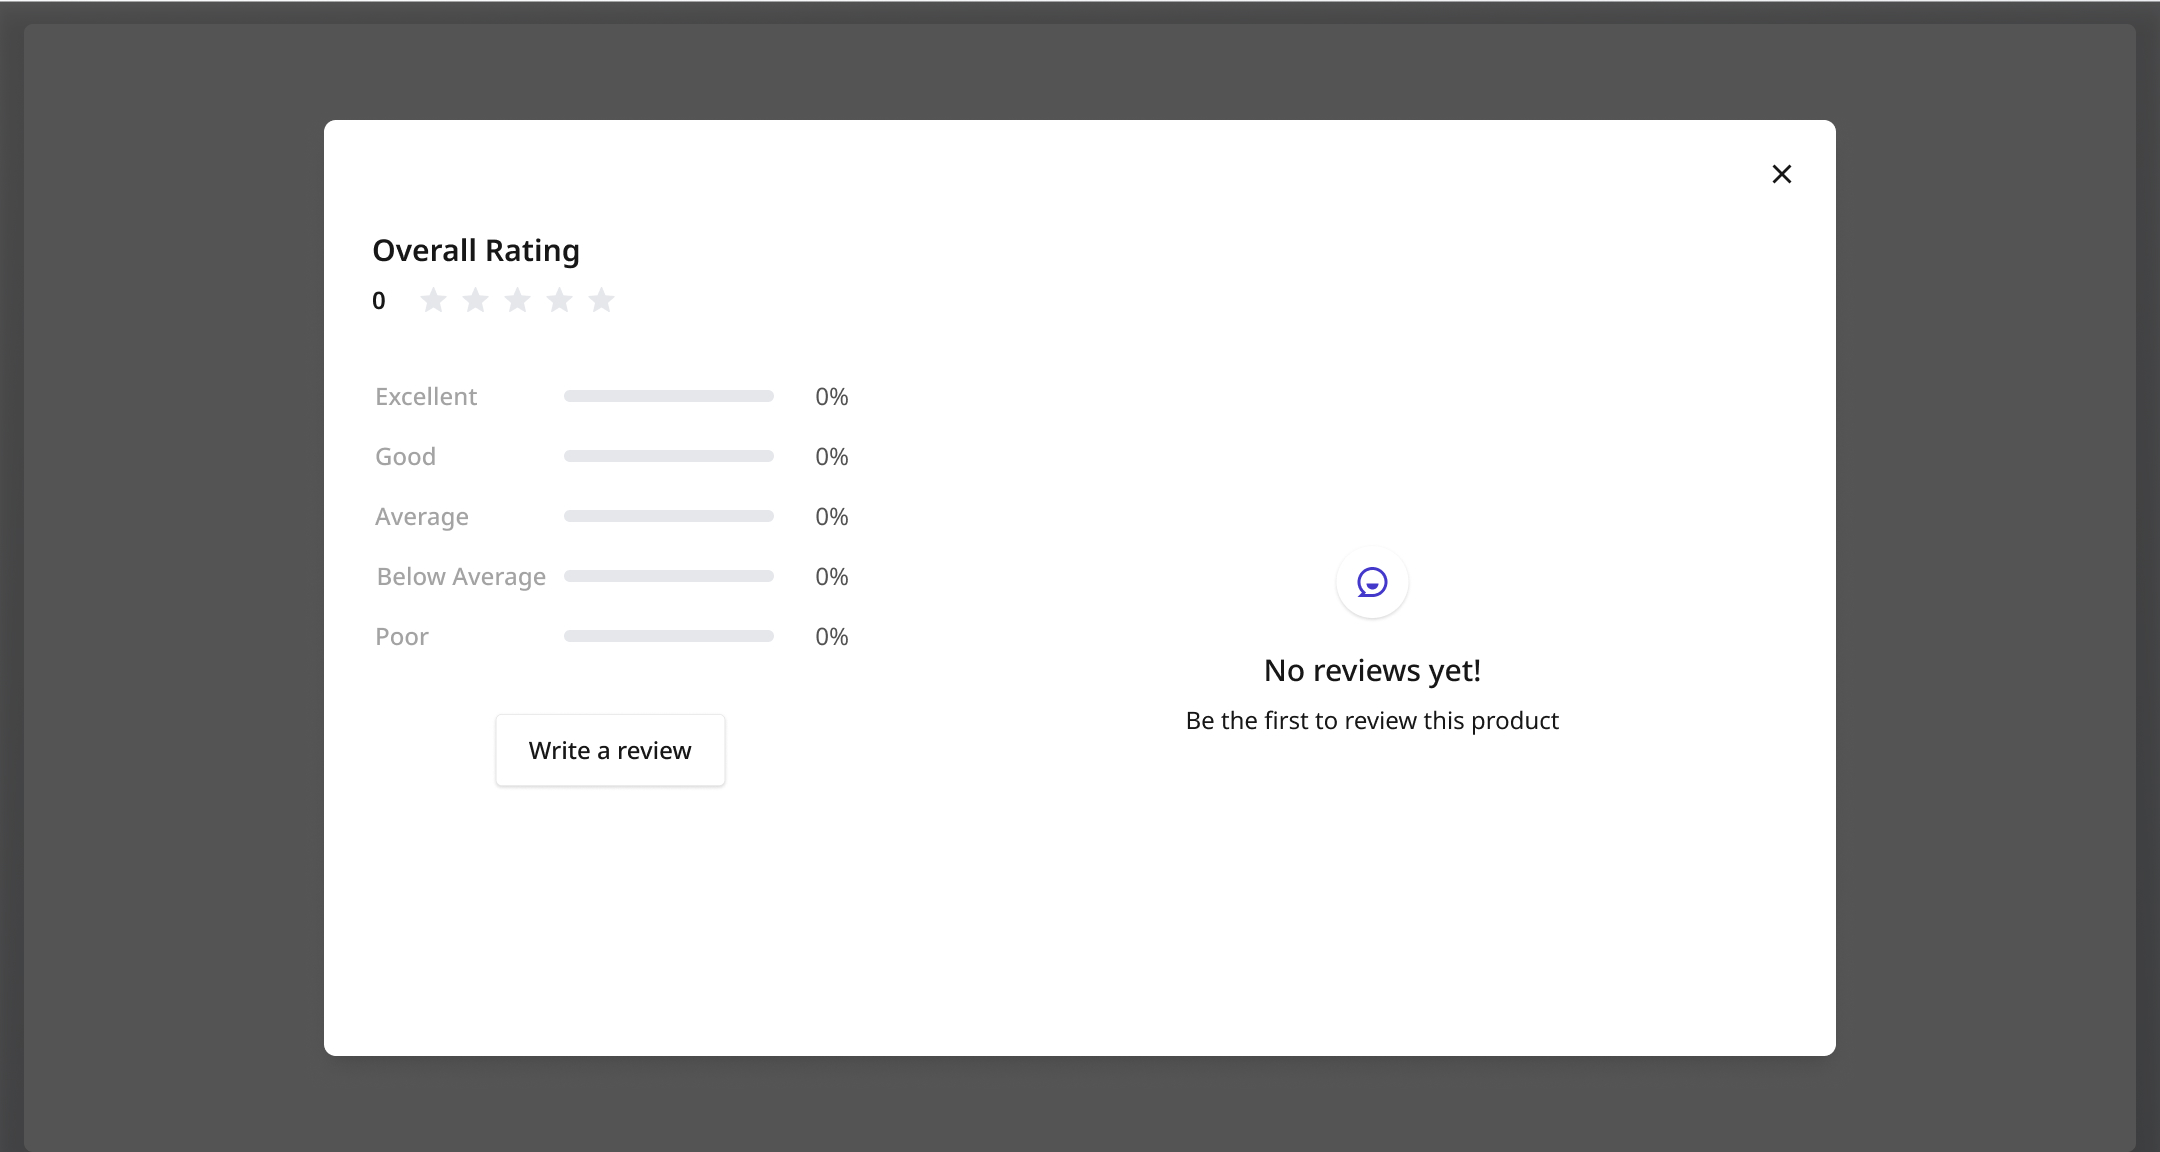 Overall Rating
0
Excellent 0%
Good 0%
Average 0%
Below Average 0%
Poor 0%
Write a review
No reviews yet!
Be the first to review this product